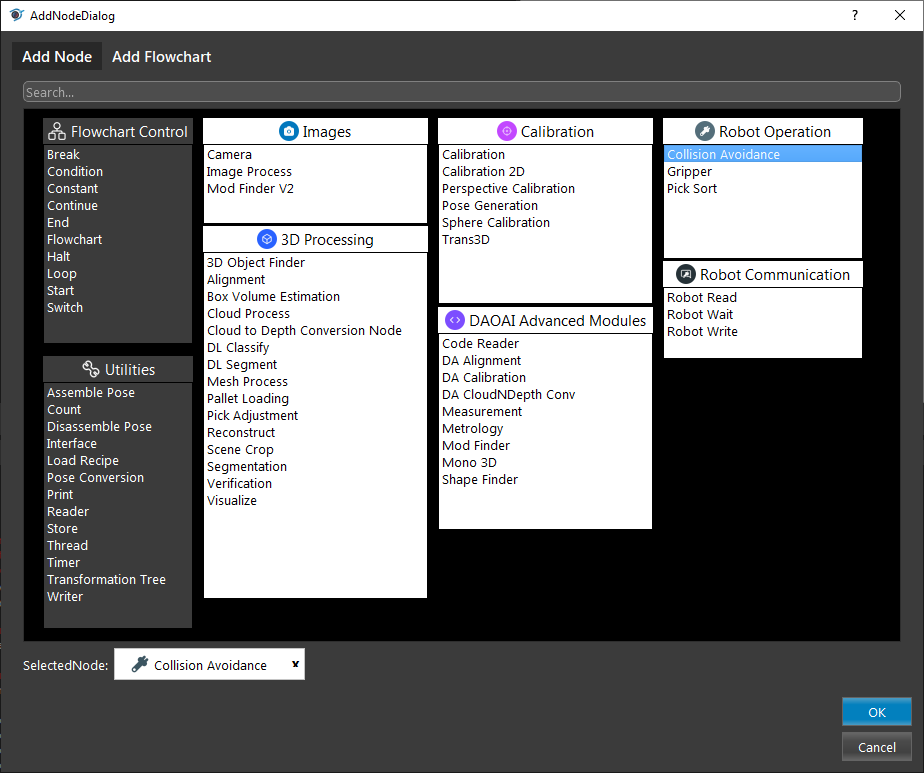 AddNodeDialog
?
Add Node
Add Flowchart
Search...
Flowchart Control
Break
Condition
Constant
Continue
End
Flowchart
Halt
Loop
Start
Switch
Utilities
Assemble Pose
Count
Disassemble Pose
Interface
Load Recipe
Pose Conversion
Print
Reader
Store
Thread
Timer
Transformation Tree
Writer
Images
Camera
Image Process
Mod Finder V2
3D Processing
3D Object Finder
Alignment
Box Volume Estimation
Cloud Process
Cloud to Depth Conversion Node
DL Classify
DL Segment
Mesh Process
Pallet Loading
Pick Adjustment
Reconstruct
Scene Crop
Segmentation
Verification
Visualize
Calibration
Calibration
Calibration 2D
Perspective Calibration
Pose Generation
Sphere Calibration
Trans3D
DAOAI Advanced Modules
Code Reader
DA Alignment
DA Calibration
DA CloudNDepth Conv
Measurement
Metrology
Mod Finder
Mono 3D
Shape Finder
Robot Operation
Collision Avoidance
Gripper
Pick Sort
Robot Communication
Robot Read
Robot Wait
Robot Write
SelectedNode:
Collision Avoidance
x
OK
Cancel